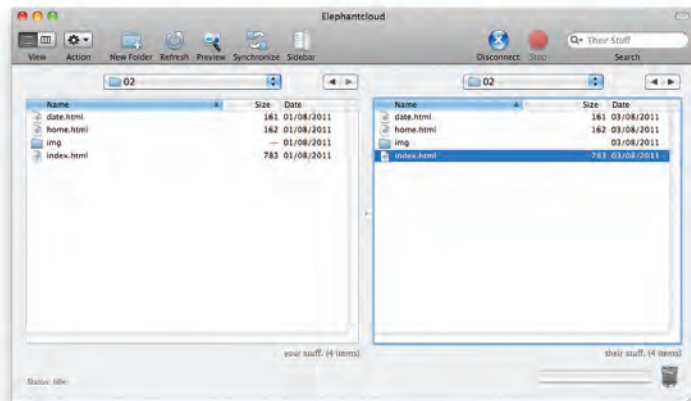 Elephantcloud
View Action New Folder Refresh Preview Synchronize Sidebar Disconnect Stop Search
Their Stuff
02
02
Name Size Date
date.html 161 01/08/2011
home.html 162 01/08/2011
img — 01/08/2011
index.html 783 01/08/2011
your stuff. (4 items)
Name Size Date
date.html 161 03/08/2011
home.html 162 03/08/2011
img 03/08/2011
index.html 783 03/08/2011
their stuff. (4 items)
Status: Idle